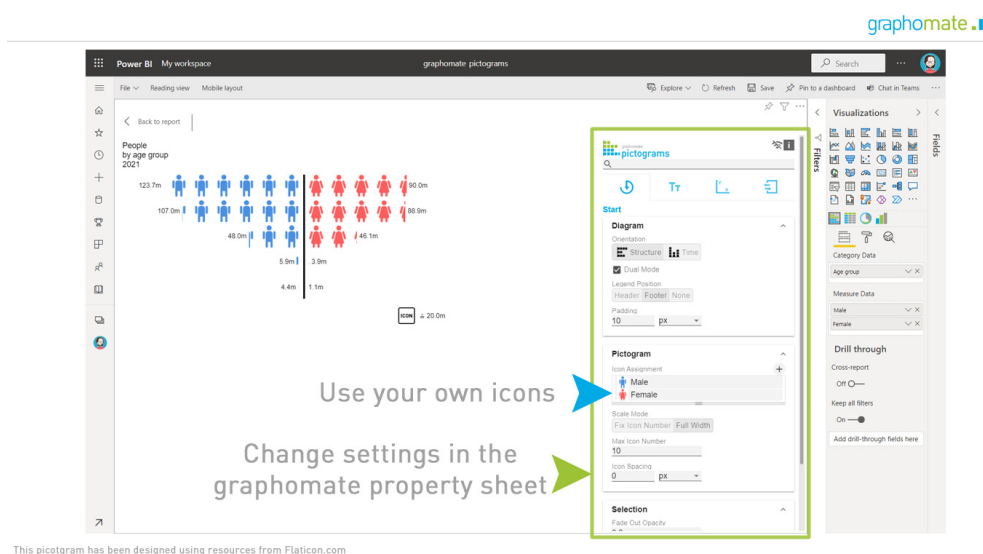 graphomate
Power BI My workspace
graphomate pictograms
Search
File
Reading view
Mobile layout
Explore
Refresh
Save
Pin to a dashboard
Chat in Teams
Back to report
People
by age group
2021
123.7m 90.0m
107.0m 88.9m
48.0m 46.1m
5.9m 3.9m
4.4m 1.1m
ICON ≙ 20.0m
Use your own icons
Change settings in the
graphomate property sheet
graphomate
pictograms
Start
Diagram
Orientation
Structure Time
Dual Mode
Legend Position
Header Footer None
Padding
10 px
Pictogram
Icon Assignment
Male
Female
Scale Mode
Fix Icon Number Full Width
Max Icon Number
10
Icon Spacing
0 px
Selection
Fade Out Opacity
Filters
Visualizations
Fields
Category Data
Age group
Measure Data
Male
Female
Drill through
Cross-report
Off
Keep all filters
On
Add drill-through fields here
This picotgram has been designed using resources from Flaticon.com